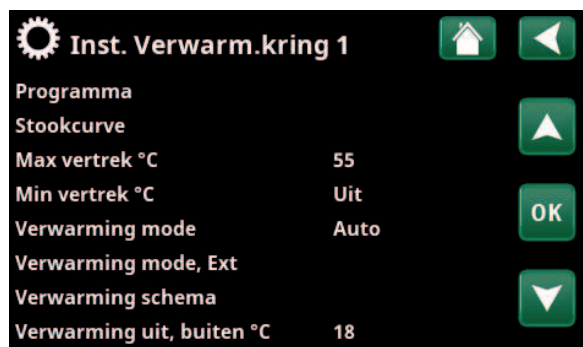 Inst. Verwarm.kring 1
Programma
Stookcurve
Max vertrek °C 55
Min vertrek °C Uit
OK
Verwarming mode Auto
Verwarming mode, Ext
Verwarming schema
Verwarming uit, buiten °C 18